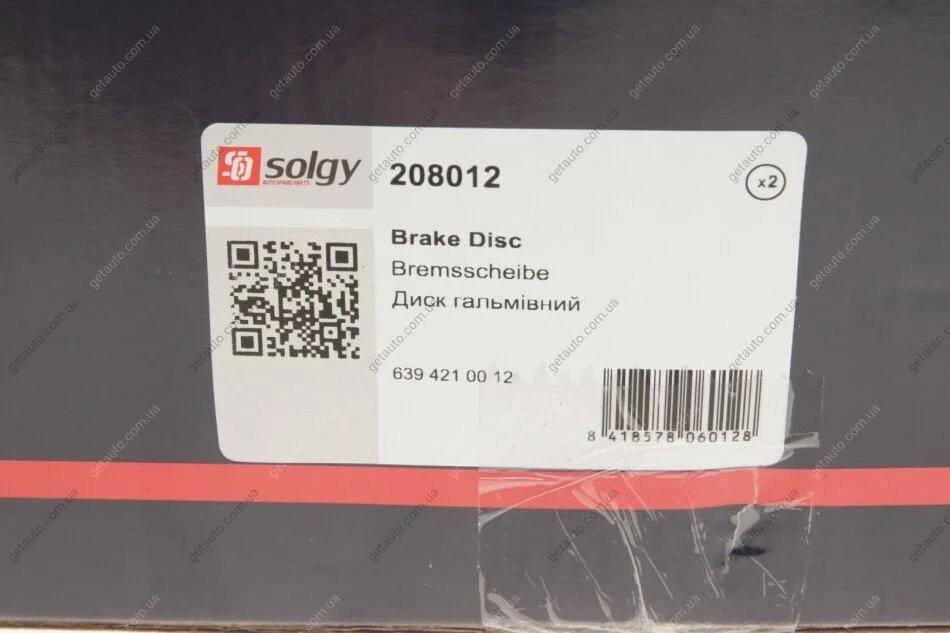 solgy
AUTO SPARE PARTS
208012
x2
Brake Disc
Bremsscheibe
Диск гальмівний
639 421 00 12
8 418578 060128
getauto.com.ua